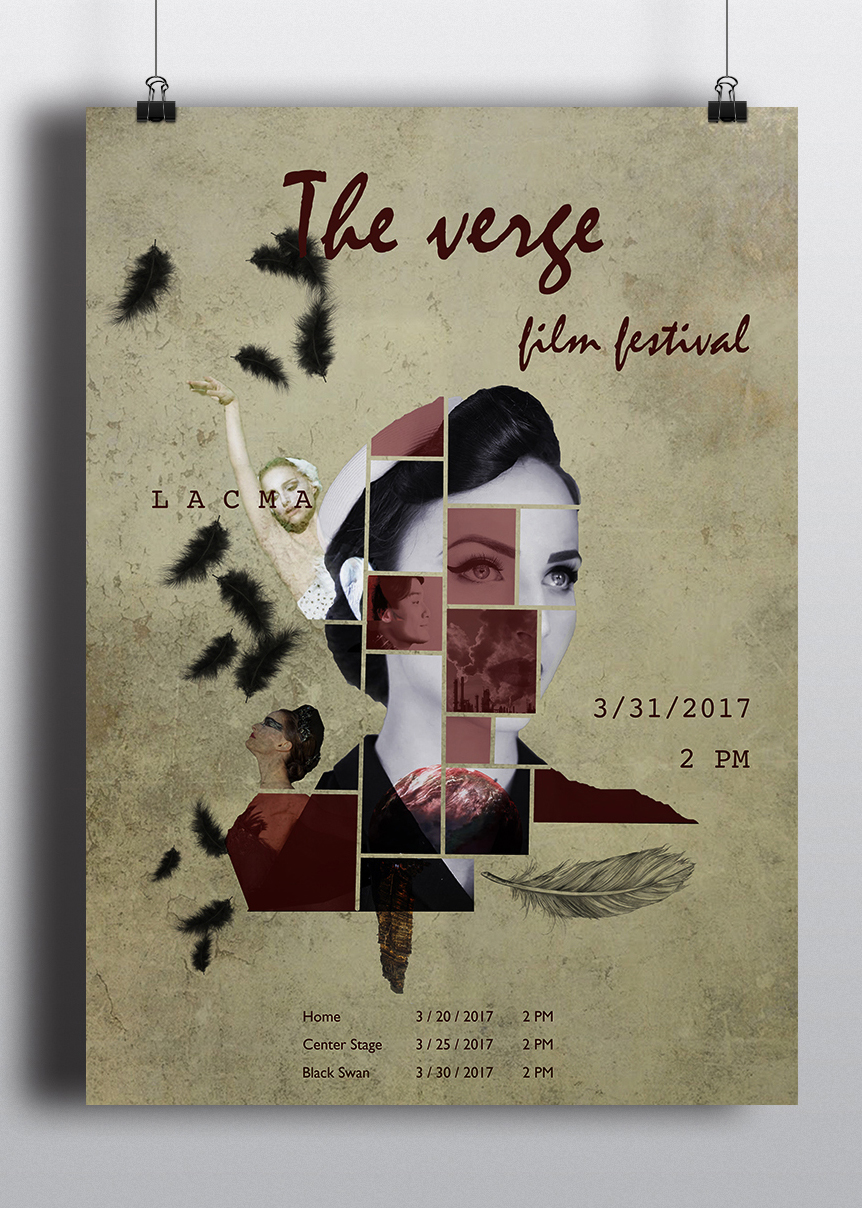 The verge
film festival
LACMA
3/31/2017
2 PM
Home 3 / 20 / 2017 2 PM
Center Stage 3 / 25 / 2017 2 PM
Black Swan 3 / 30 / 2017 2 PM